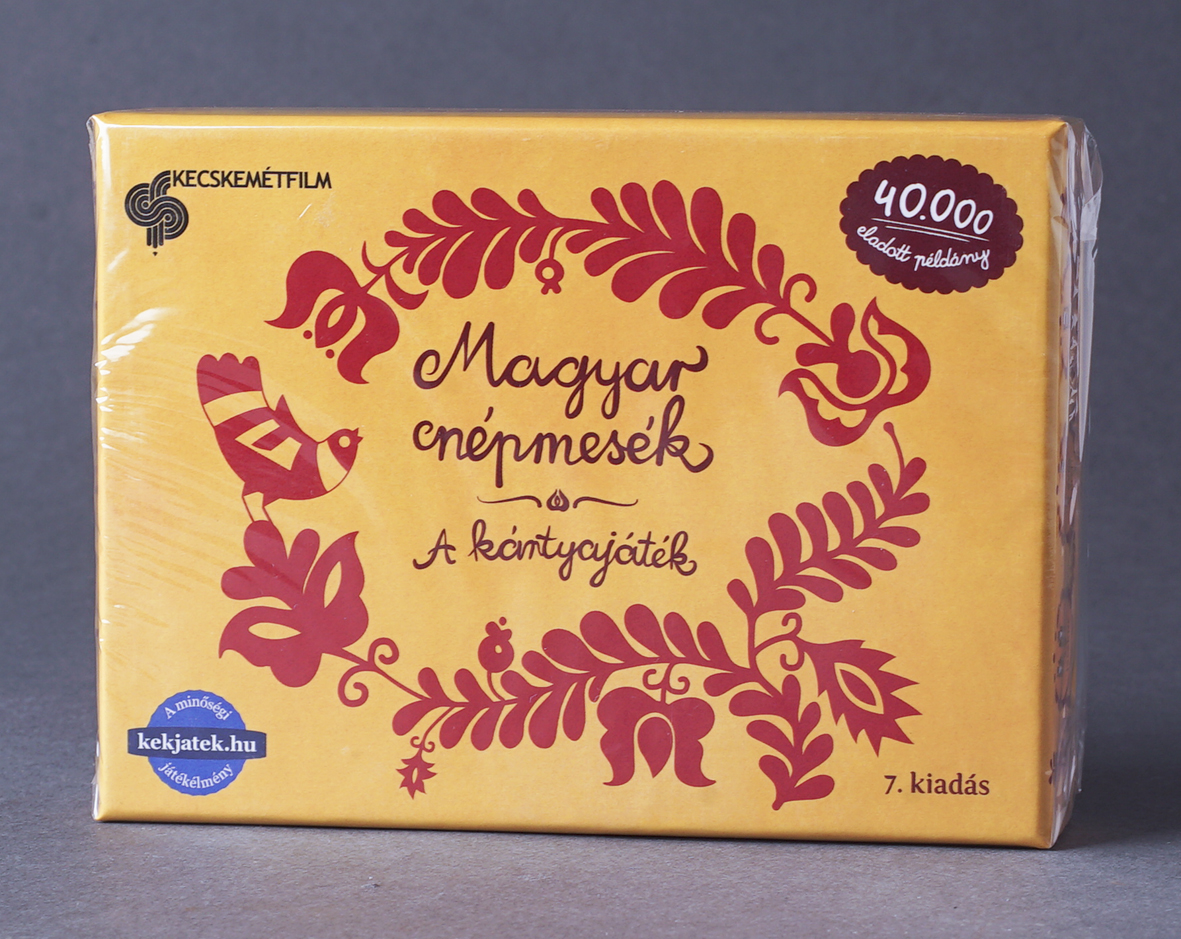 KECSKEMÉTFILM
40.000
eladott példány
Magyar
népmesék
A kártyajáték
A minőségi
kekjatek.hu
játékélmény
7. kiadás